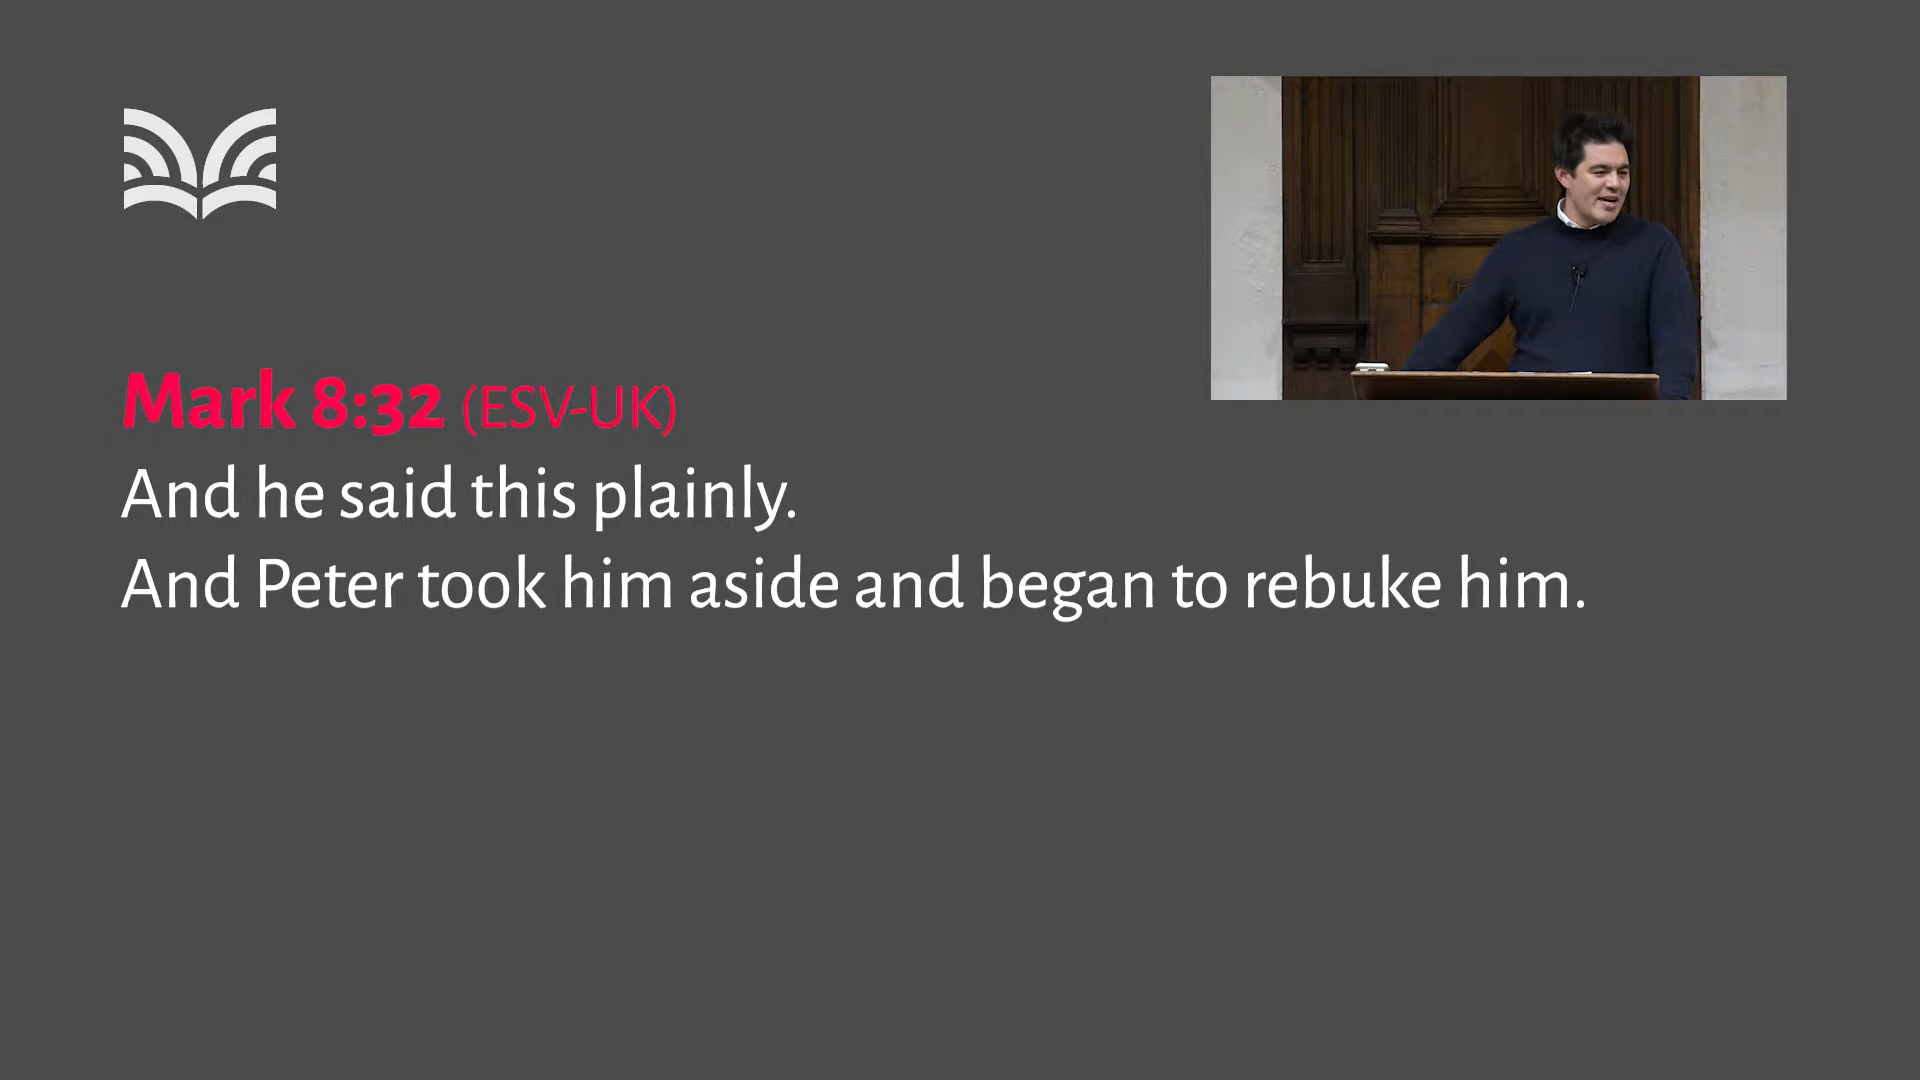 Mark 8:32 (ESV-UK)
And he said this plainly.
And Peter took him aside and began to rebuke him.